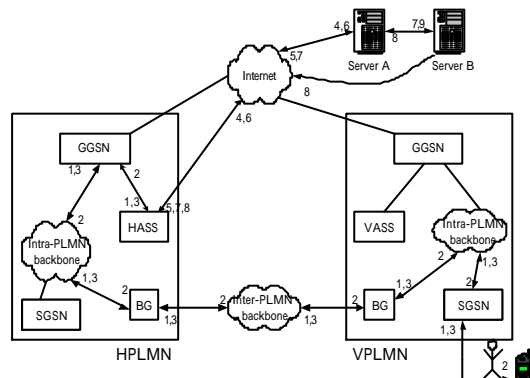 4,6
7,9
8
5,7
Server A
Server B
Internet
8
4,6
GGSN
GGSN
1,3
2
1,3
5,7,8
HASS
VASS
2
Intra-PLMN
backbone
Intra-PLMN
backbone
1,3
2
1,3
2
1,3
2
SGSN
BG
2
1,3
2
Inter-PLMN
backbone
1,3
2
BG
SGSN
HPLMN
VPLMN
1,3
2